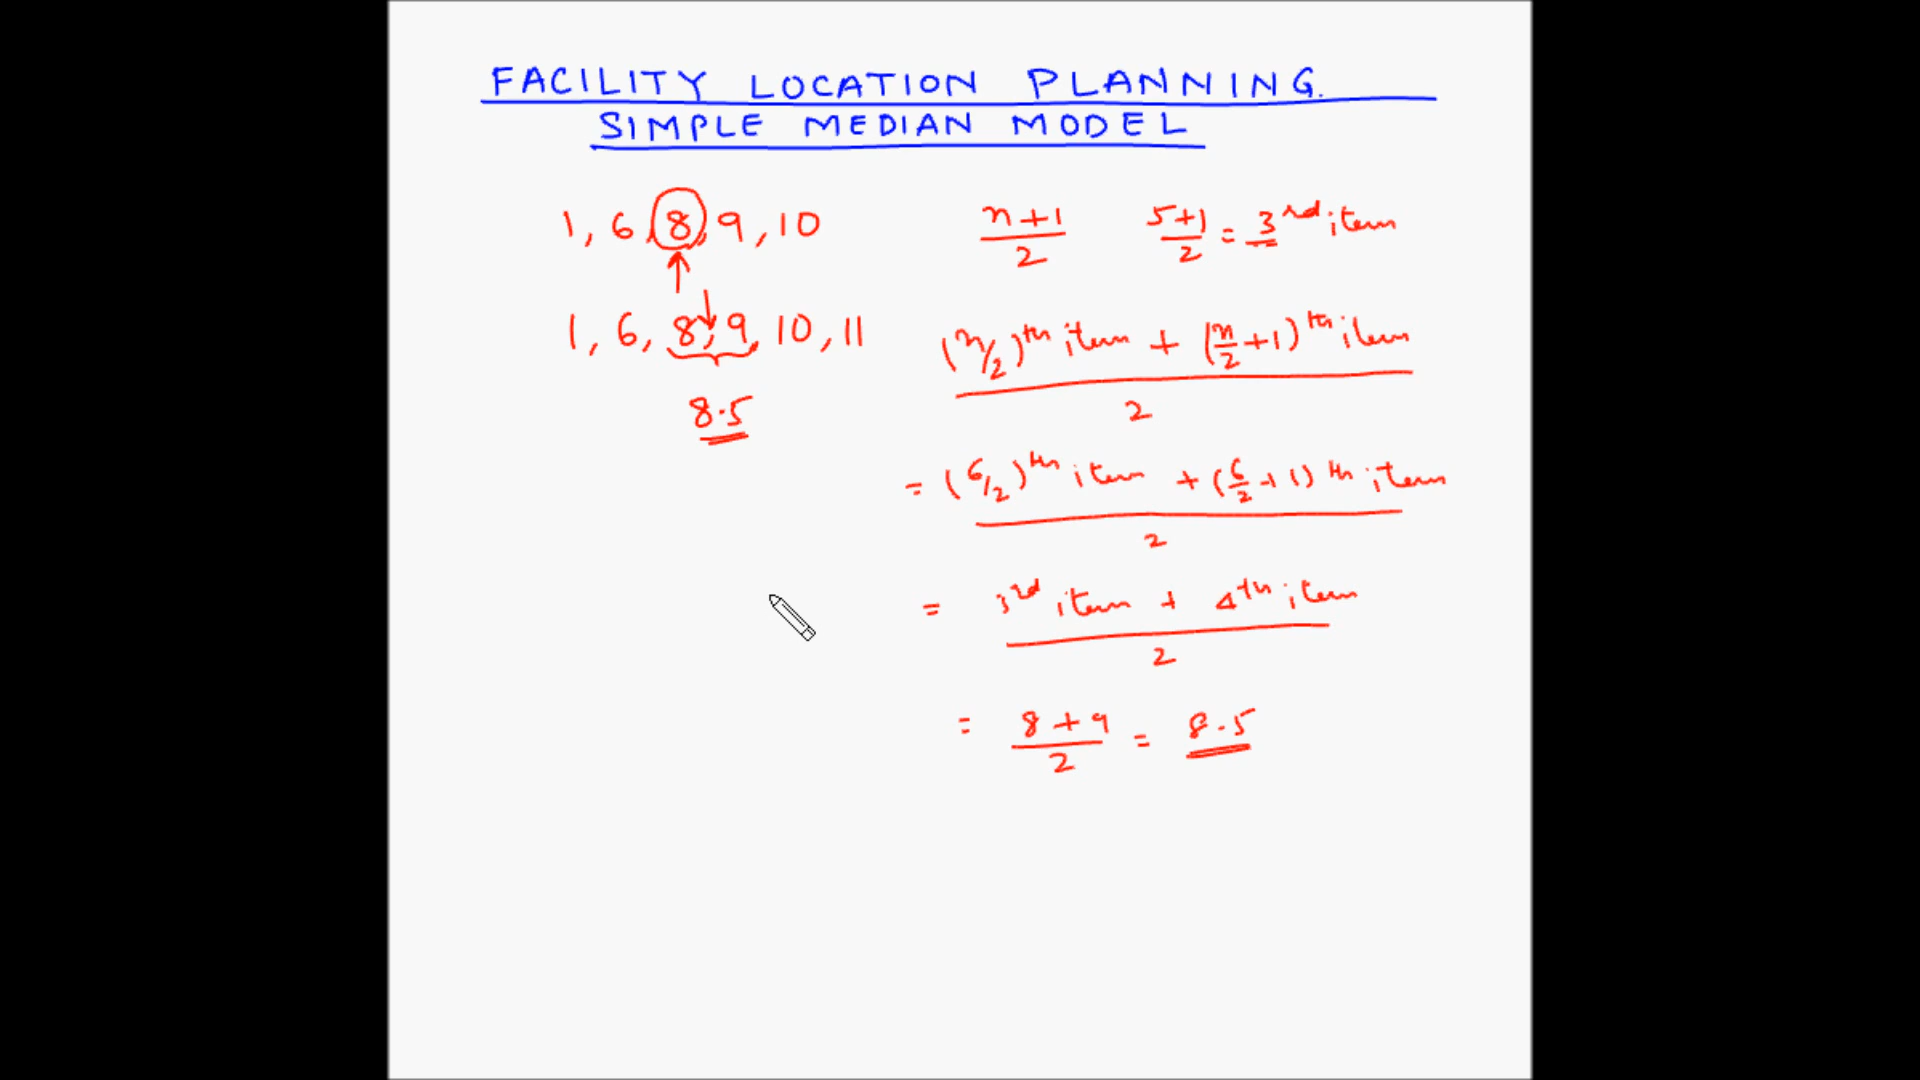 FACILITY LOCATION PLANNING.
SIMPLE MEDIAN MODEL
1, 6, 8, 9, 10
n+1/2 5+1/2 = 3rd item
1, 6, 8, 9, 10, 11
8.5
(n/2)th item + (n/2+1)th item / 2
= (6/2)th item + (6/2+1)th item / 2
= 3rd item + 4th item / 2
= 8+9/2 = 8.5